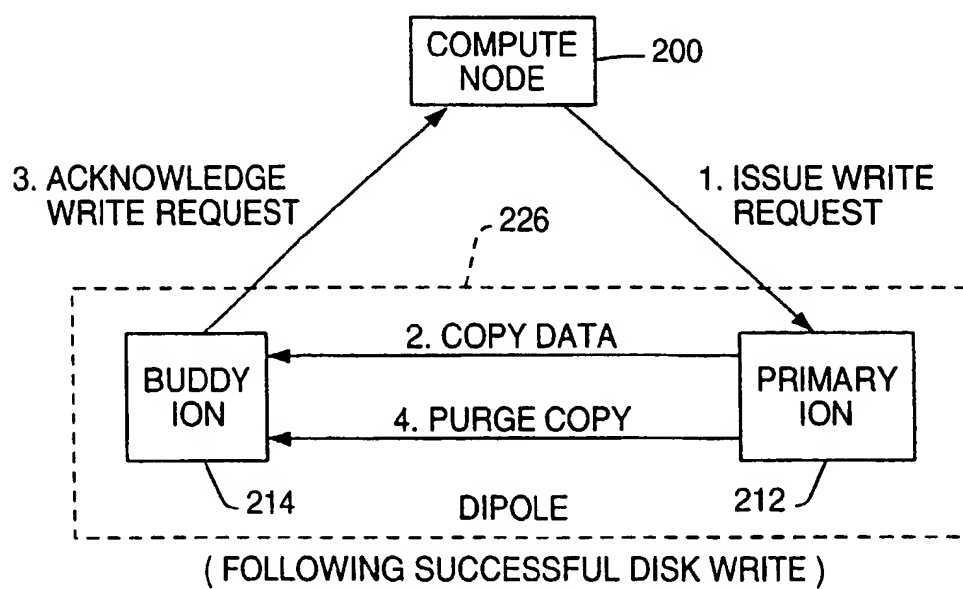 COMPUTE
NODE
200
3. ACKNOWLEDGE
WRITE REQUEST
1. ISSUE WRITE
REQUEST
226
2. COPY DATA
BUDDY
ION
PRIMARY
ION
4. PURGE COPY
214
DIPOLE
212
( FOLLOWING SUCCESSFUL DISK WRITE )